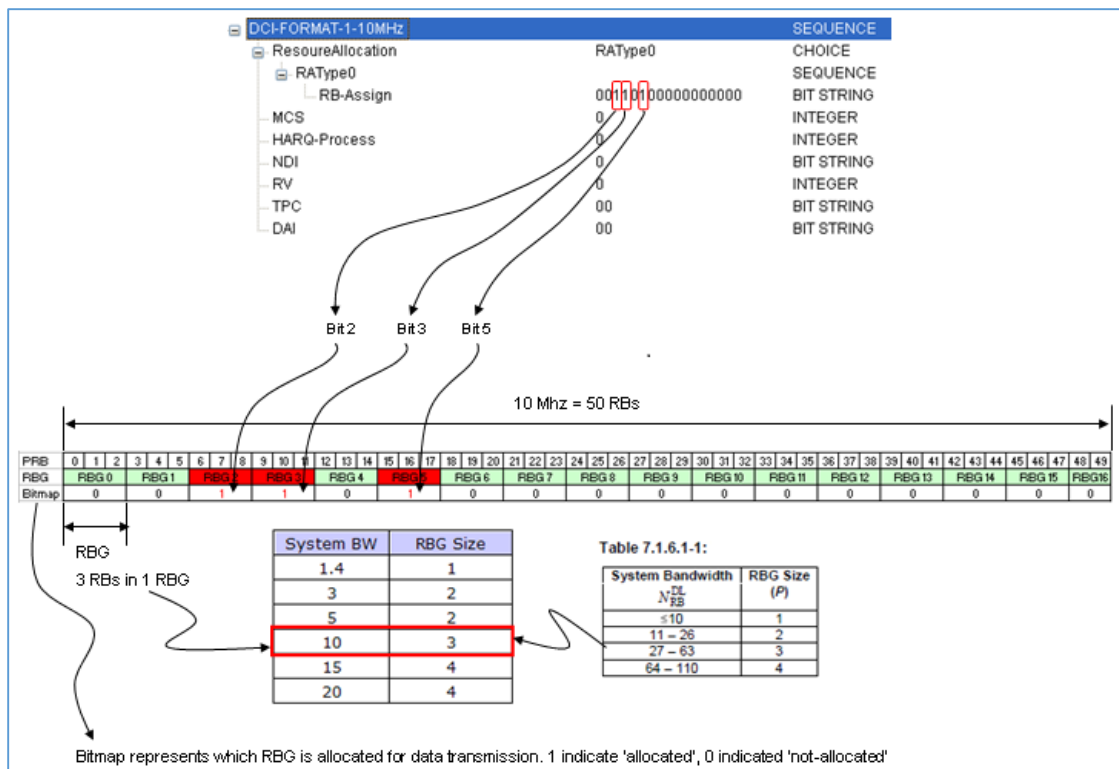 DCI-FORMAT-1-10MHz SEQUENCE
ResoureAllocation RAType0 CHOICE
RAType0 SEQUENCE
RB-Assign 00110100000000000 BIT STRING
MCS 0 INTEGER
HARQ-Process 0 INTEGER
NDI 0 BIT STRING
RV 0 INTEGER
TPC 00 BIT STRING
DAI 00 BIT STRING
Bit2 Bit3 Bit5
10 Mhz = 50 RBs
PRB 0 1 2 3 4 5 6 7 8 9 10 11 12 13 14 15 16 17 18 19 20 21 22 23 24 25 26 27 28 29 30 31 32 33 34 35 36 37 38 39 40 41 42 43 44 45 46 47 48 49
RBG RBG 0 RBG 1 RBG 2 RBG 3 RBG 4 RBG 5 RBG 6 RBG 7 RBG 8 RBG 9 RBG 10 RBG 11 RBG 12 RBG 13 RBG 14 RBG 15 RBG16
Bitmap 0 0 1 1 0 1 0 0 0 0 0 0 0 0 0 0 0
RBG
3 RBs in 1 RBG
System BW RBG Size
1.4 1
3 2
5 2
10 3
15 4
20 4
Table 7.1.6.1-1:
System Bandwidth RBG Size
N DL RB (P)
≤10 1
11 – 26 2
27 – 63 3
64 – 110 4
Bitmap represents which RBG is allocated for data transmission. 1 indicate 'allocated', 0 indicated 'not-allocated'